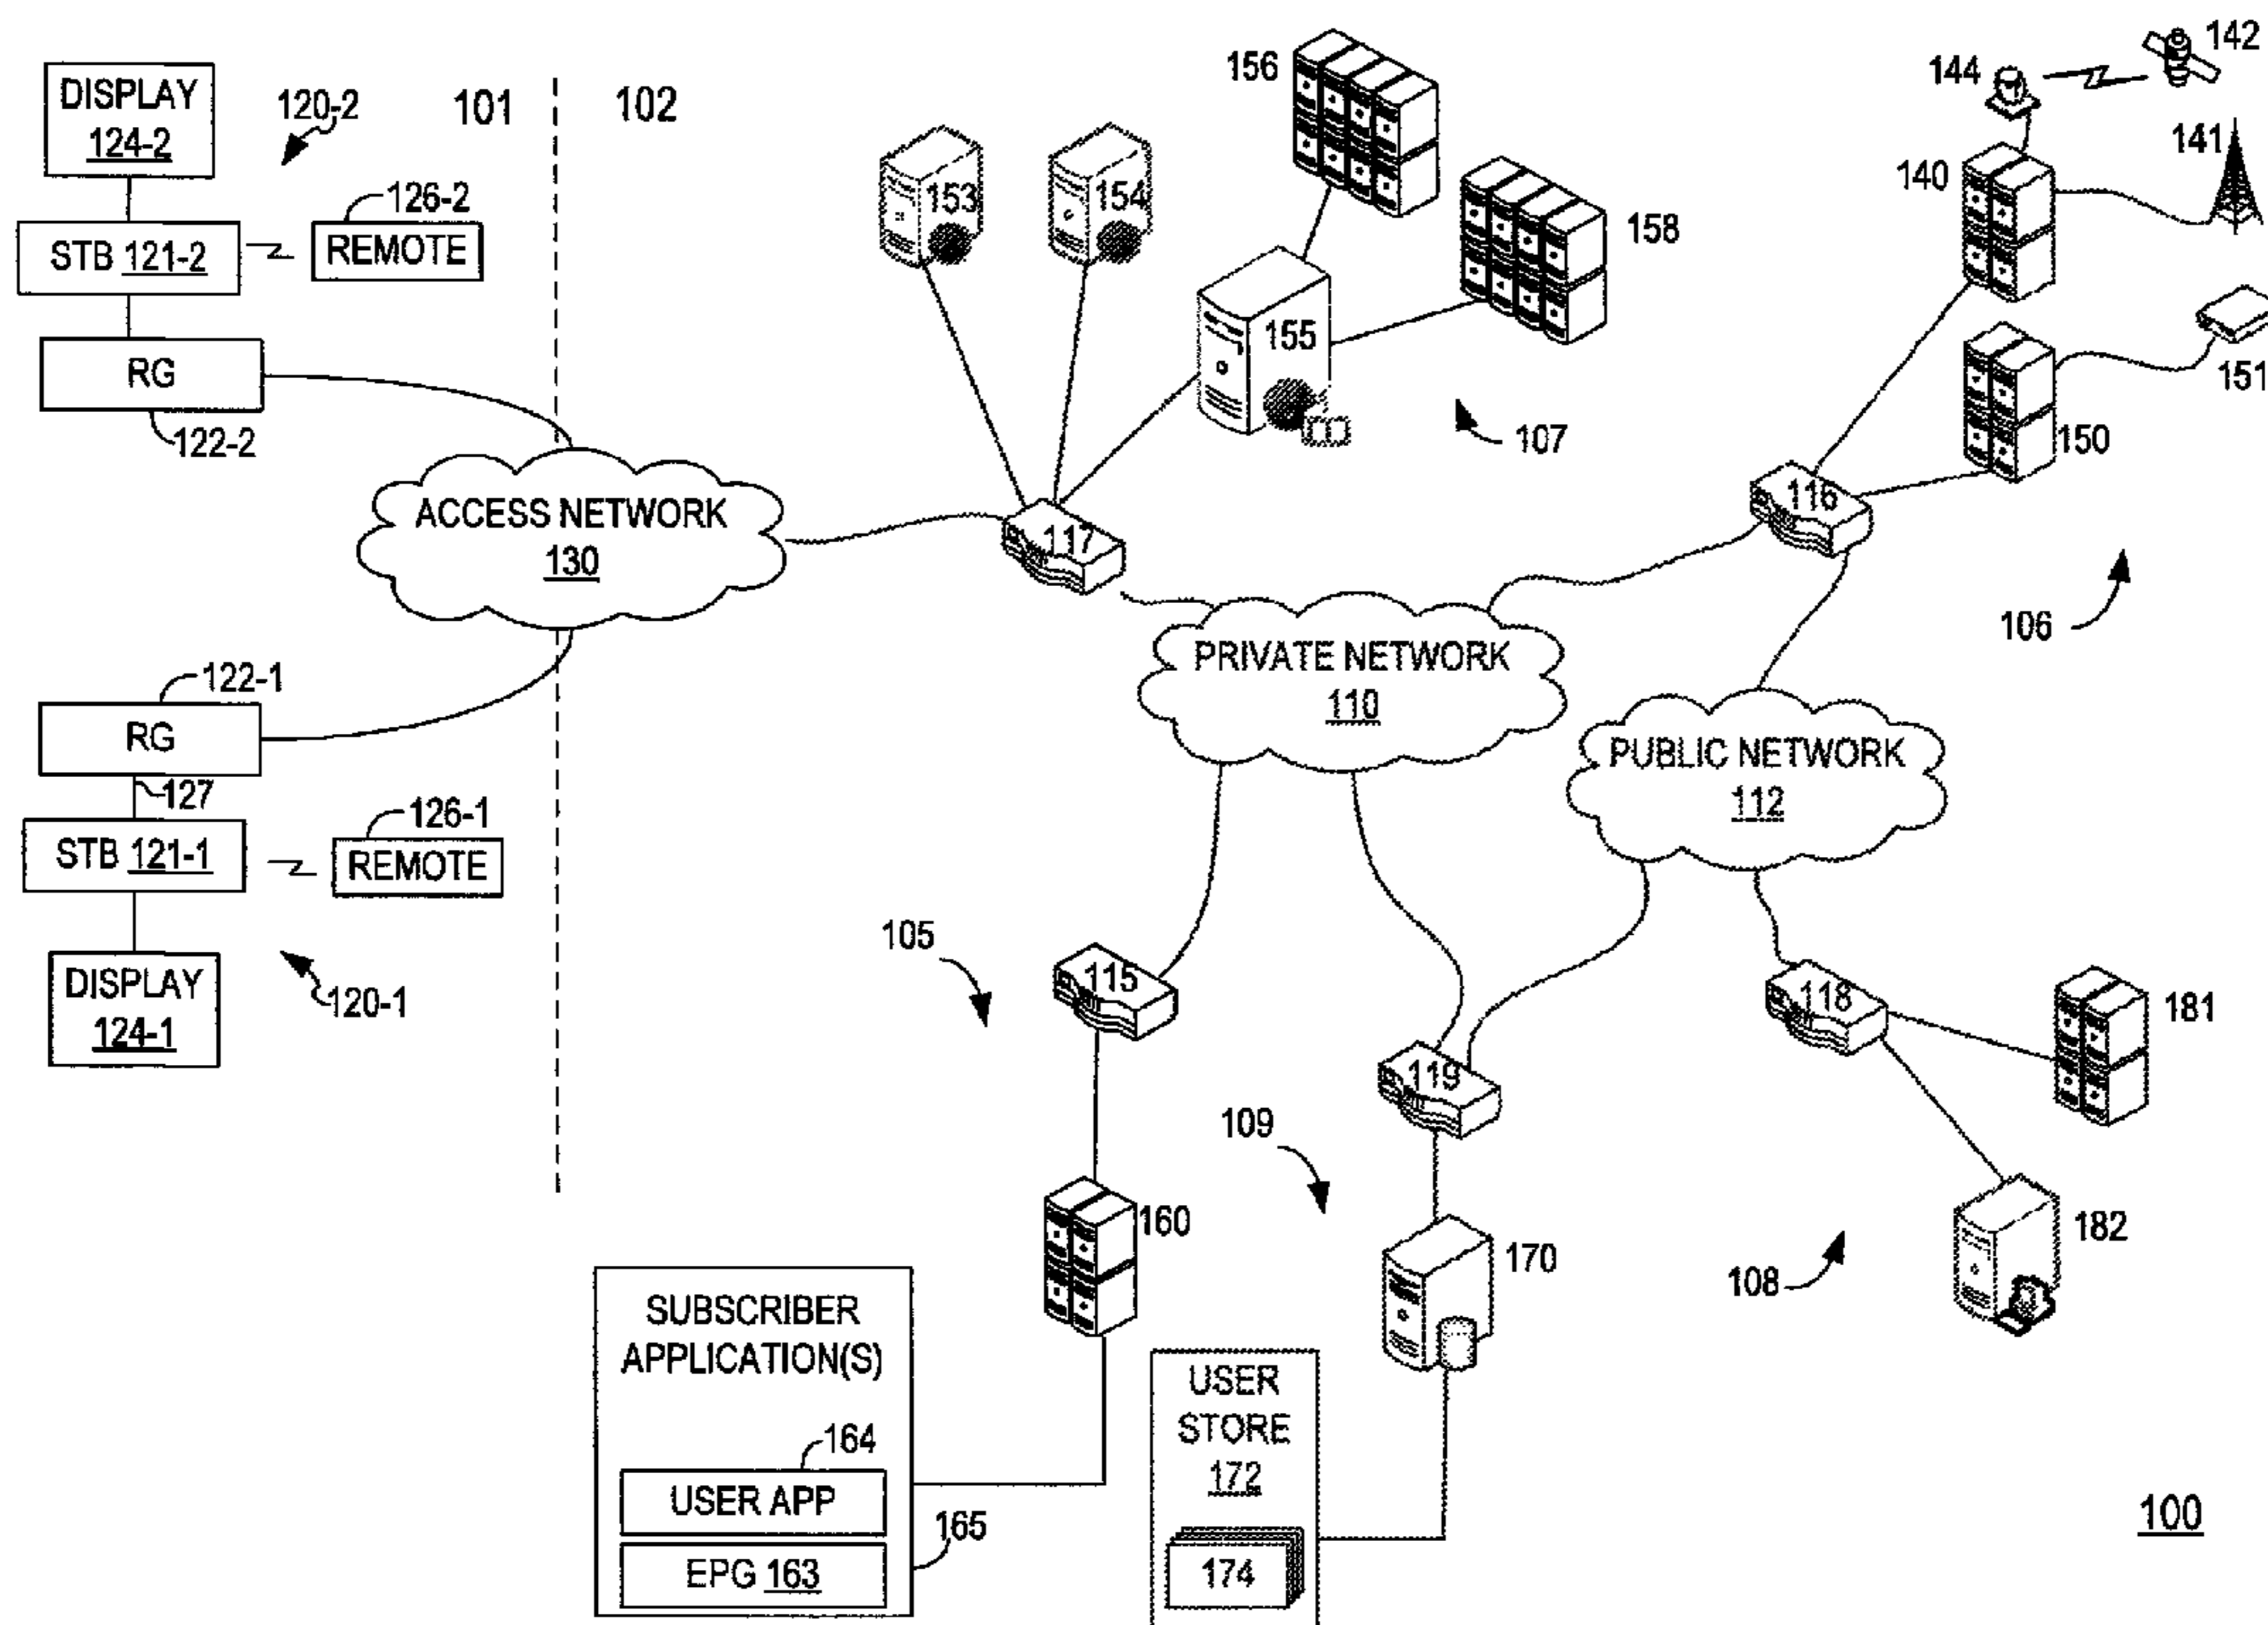 DISPLAY
124-2
120-2
101
102
STB 121-2
126-2
REMOTE
RG
122-2
ACCESS NETWORK
130
122-1
RG
127
STB 121-1
126-1
REMOTE
DISPLAY
124-1
120-1
153
154
156
158
155
107
117
144
142
140
141
151
150
116
106
PRIVATE NETWORK
110
PUBLIC NETWORK
112
105
115
160
109
119
170
118
181
108
182
SUBSCRIBER
APPLICATION(S)
164
USER APP
165
EPG 163
USER
STORE
172
174
100